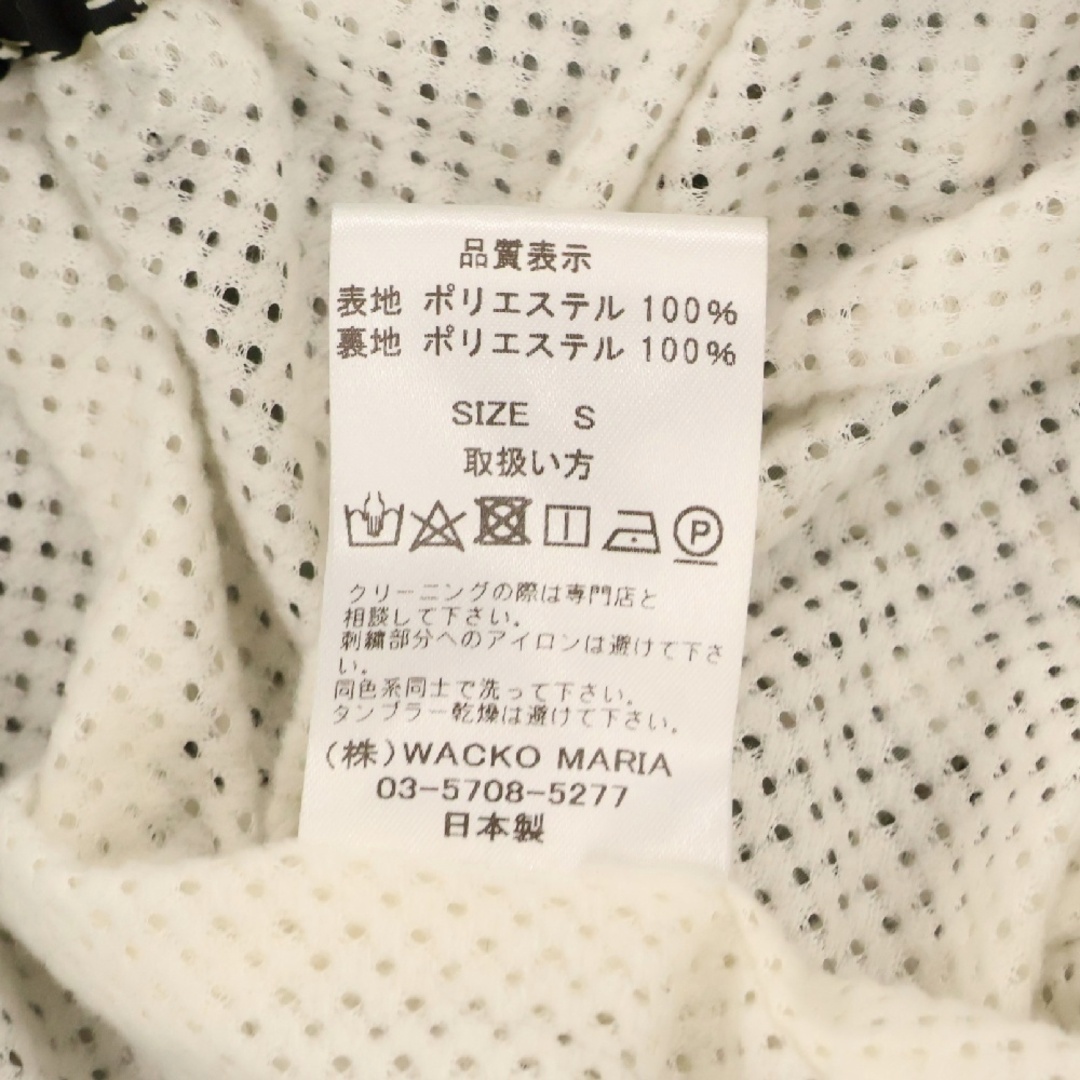 品質表示
表地 ポリエステル 100%
裏地 ポリエステル 100%
SIZE S
取扱い方
P
クリーニングの際は専門店と
相談して下さい。
刺繍部分へのアイロンは避けて下さ
い。
同色系同士で洗って下さい。
タンブラー乾燥は避けて下さい。
(株)WACKO MARIA
03-5708-5277
日本製